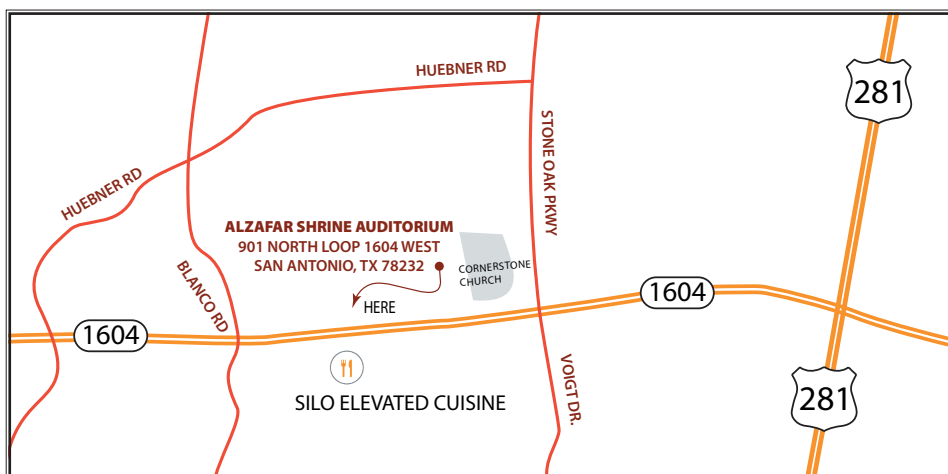 HUEBNER RD
281
STONE OAK PKWY
HUEBNER RD
ALZAFAR SHRINE AUDITORIUM
901 NORTH LOOP 1604 WEST
SAN ANTONIO, TX 78232
CORNERSTONE
CHURCH
BLANCO RD
HERE
1604
1604
VOIGT DR.
281
SILO ELEVATED CUISINE